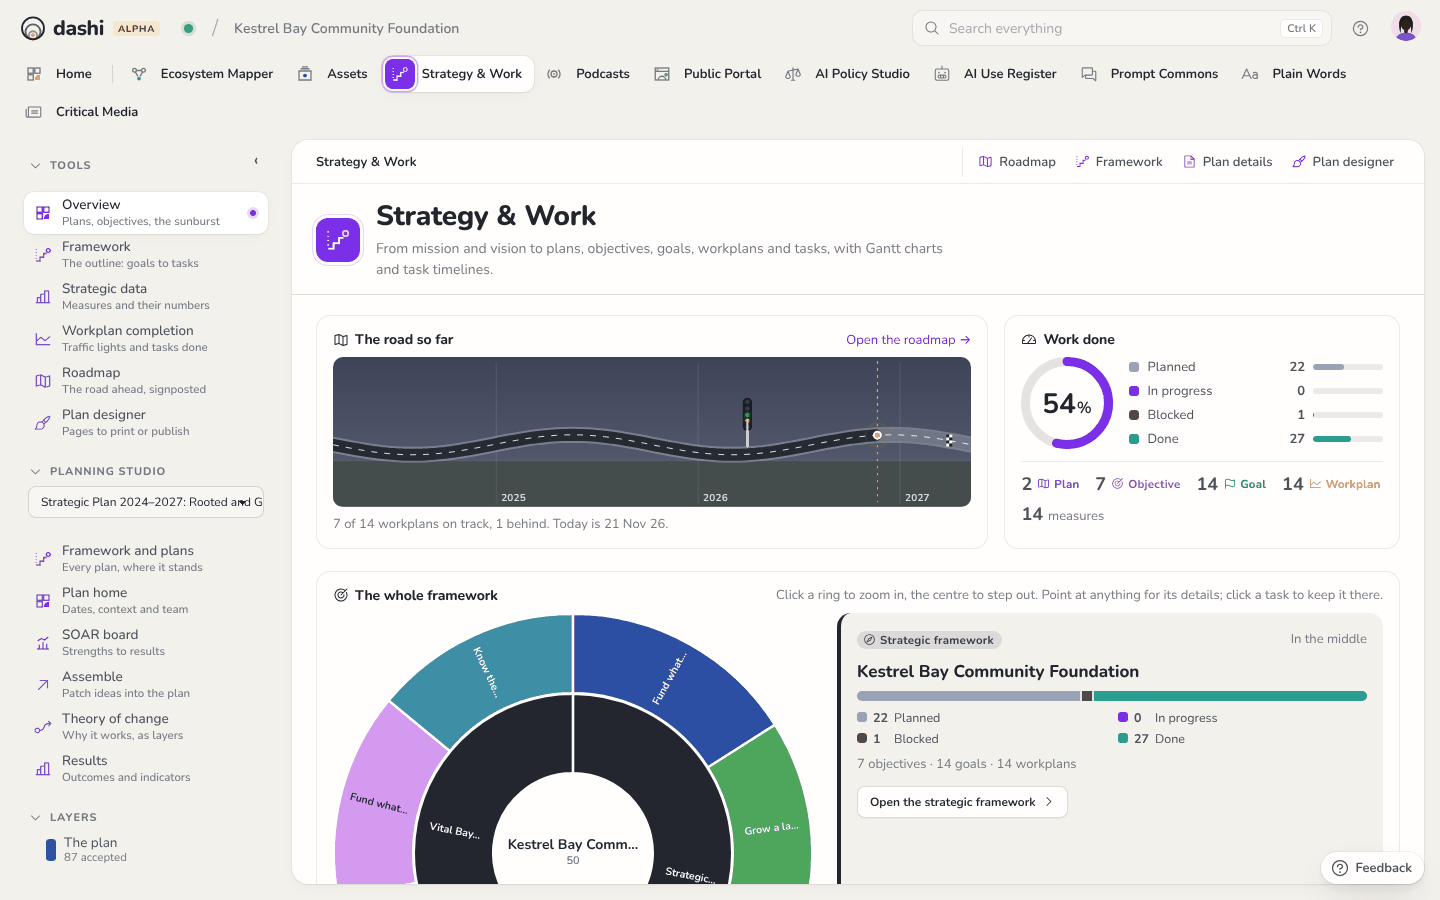 dashi ALPHA / Kestrel Bay Community Foundation
Search everything Ctrl K
Home
Ecosystem Mapper
Assets
Strategy & Work
Podcasts
Public Portal
AI Policy Studio
AI Use Register
Prompt Commons
Aa Plain Words
Critical Media
TOOLS
Overview
Plans, objectives, the sunburst
Framework
The outline: goals to tasks
Strategic data
Measures and their numbers
Workplan completion
Traffic lights and tasks done
Roadmap
The road ahead, signposted
Plan designer
Pages to print or publish
PLANNING STUDIO
Strategic Plan 2024–2027: Rooted and G
Framework and plans
Every plan, where it stands
Plan home
Dates, context and team
SOAR board
Strengths to results
Assemble
Patch ideas into the plan
Theory of change
Why it works, as layers
Results
Outcomes and indicators
LAYERS
The plan
87 accepted
Strategy & Work
Roadmap
Framework
Plan details
Plan designer
Strategy & Work
From mission and vision to plans, objectives, goals, workplans and tasks, with Gantt charts
and task timelines.
The road so far
Open the roadmap →
2025
2026
2027
7 of 14 workplans on track, 1 behind. Today is 21 Nov 26.
Work done
54%
Planned 22
In progress 0
Blocked 1
Done 27
2 Plan 7 Objective 14 Goal 14 Workplan
14 measures
The whole framework
Click a ring to zoom in, the centre to step out. Point at anything for its details; click a task to keep it there.
Know the...
Fund what...
Fund what...
Vital Bay...
Grow a la...
Strategic...
Kestrel Bay Comm...
50
Strategic framework
In the middle
Kestrel Bay Community Foundation
22 Planned
0 In progress
1 Blocked
27 Done
7 objectives · 14 goals · 14 workplans
Open the strategic framework
Feedback